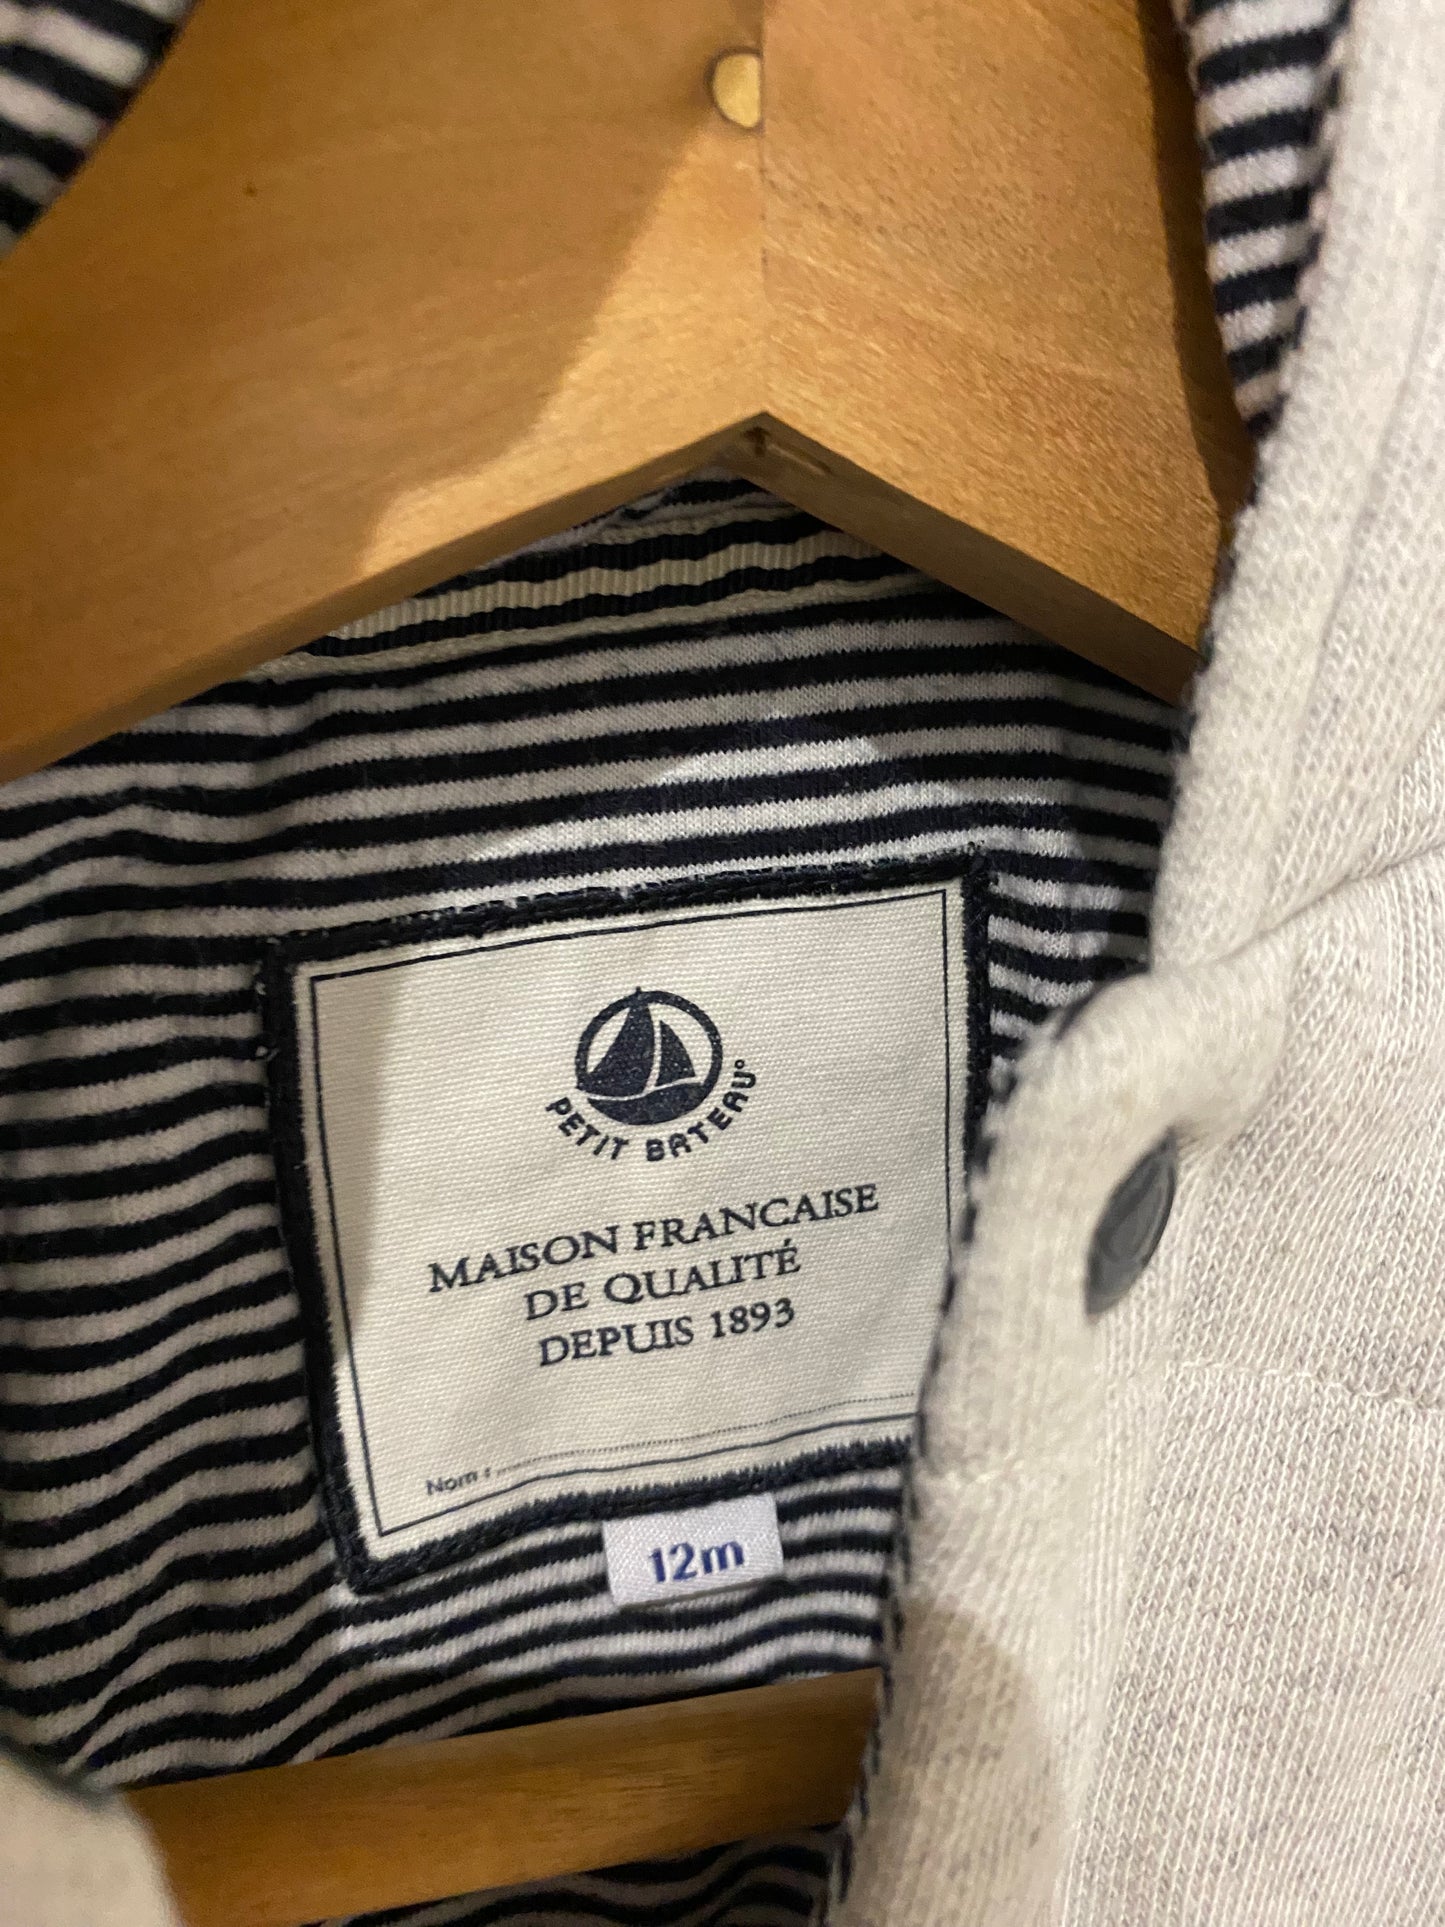 PETIT BATEAU
MAISON FRANCAISE
DE QUALITÉ
DEPUIS 1893
Nom :
12m